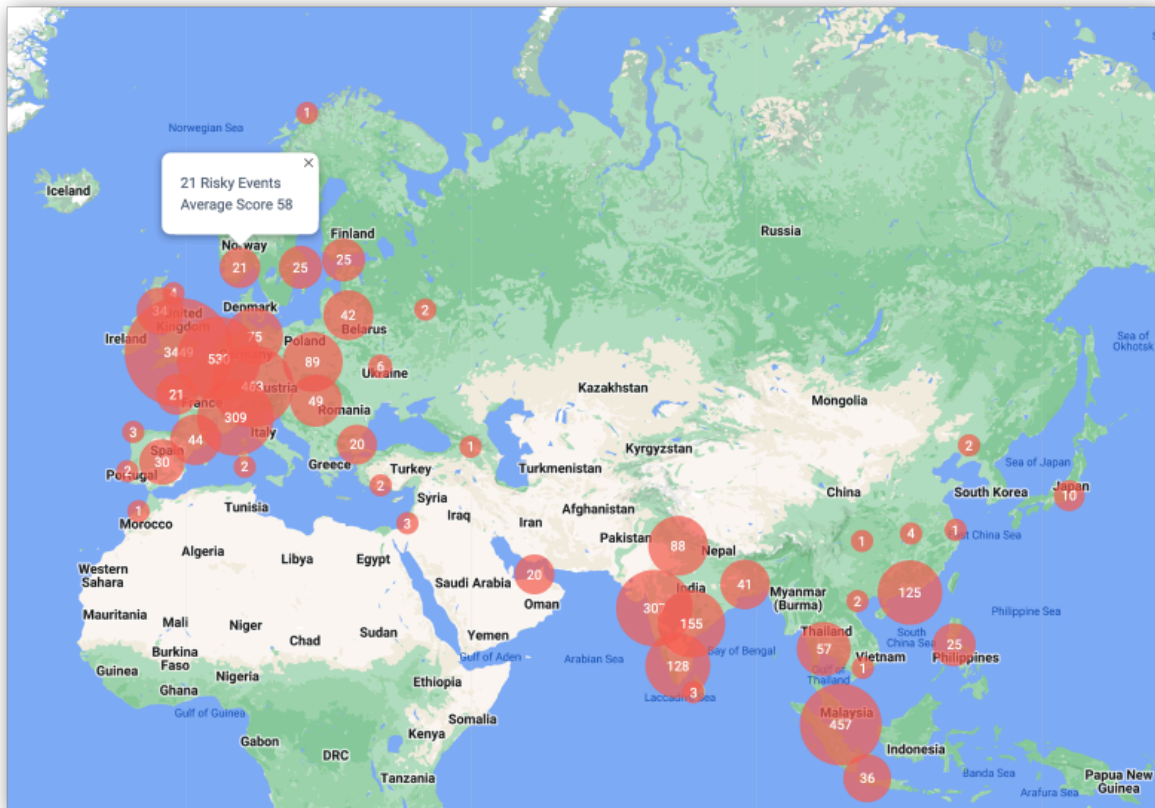 1
Norwegian Sea
Iceland
21 Risky Events
Average Score 58
Russia
Finland
Norway
21
25
25
4
34
United
Kingdom
Denmark
42
2
Belarus
75
Ireland
Poland
Sea of
Okhotsk
3449
530
89
6
Ukraine
463
Austria
Kazakhstan
Mongolia
21
France
49
Romania
309
Italy
3
44
20
1
2
Kyrgyzstan
Spain
30
2
Greece
Turkey
Turkmenistan
Sea of Japan
2
Portugal
2
China
South Korea
Japan
10
Syria
Tunisia
Afghanistan
1
Morocco
3
Iraq
Iran
Pakistan
1
4
1
East China Sea
88
Nepal
Algeria
Libya
Egypt
Western
Sahara
Saudi Arabia
20
India
41
Myanmar
(Burma)
125
2
Oman
307
Mauritania
Philippine Sea
Mali
Niger
Sudan
155
Thailand
South
China Sea
Chad
Yemen
57
25
Burkina
Faso
Gulf of Aden
Arabian Sea
Bay of Bengal
Vietnam
Philippines
128
1
Gulf of
Thailand
Guinea
Nigeria
Ethiopia
3
Ghana
Laccadive Sea
Gulf of Guinea
Somalia
Malaysia
457
Kenya
Gabon
Indonesia
DRC
36
Banda Sea
Papua New
Guinea
Tanzania
Arafura Sea